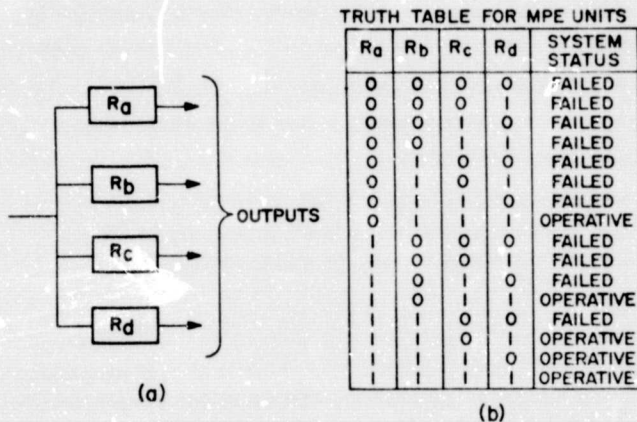 TRUTH TABLE FOR MPE UNITS
Ra Rb Rc Rd SYSTEM STATUS
0 0 0 0 FAILED
0 0 0 1 FAILED
0 0 1 0 FAILED
0 0 1 1 FAILED
0 1 0 0 FAILED
0 1 0 1 FAILED
0 1 1 0 FAILED
0 1 1 1 OPERATIVE
1 0 0 0 FAILED
1 0 0 1 FAILED
1 0 1 0 FAILED
1 0 1 1 OPERATIVE
1 1 0 0 FAILED
1 1 0 1 OPERATIVE
1 1 1 0 OPERATIVE
1 1 1 1 OPERATIVE
Ra
Rb
OUTPUTS
Rc
Rd
(a)
(b)